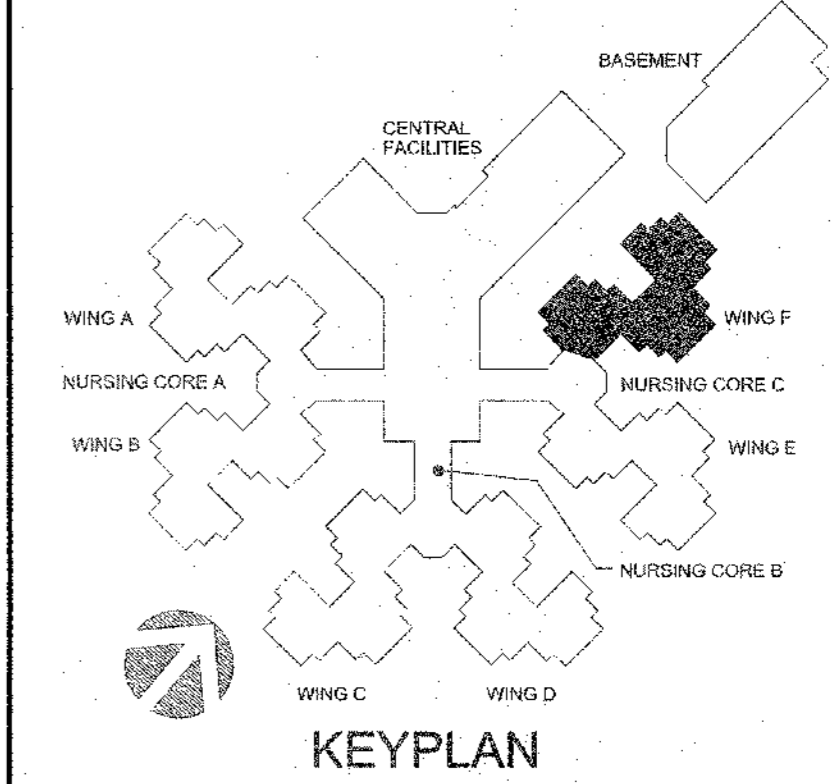 BASEMENT
CENTRAL
FACILITIES
WING A
WING F
NURSING CORE A
NURSING CORE C
WING B
WING E
NURSING CORE B
WING C
WING D
KEYPLAN